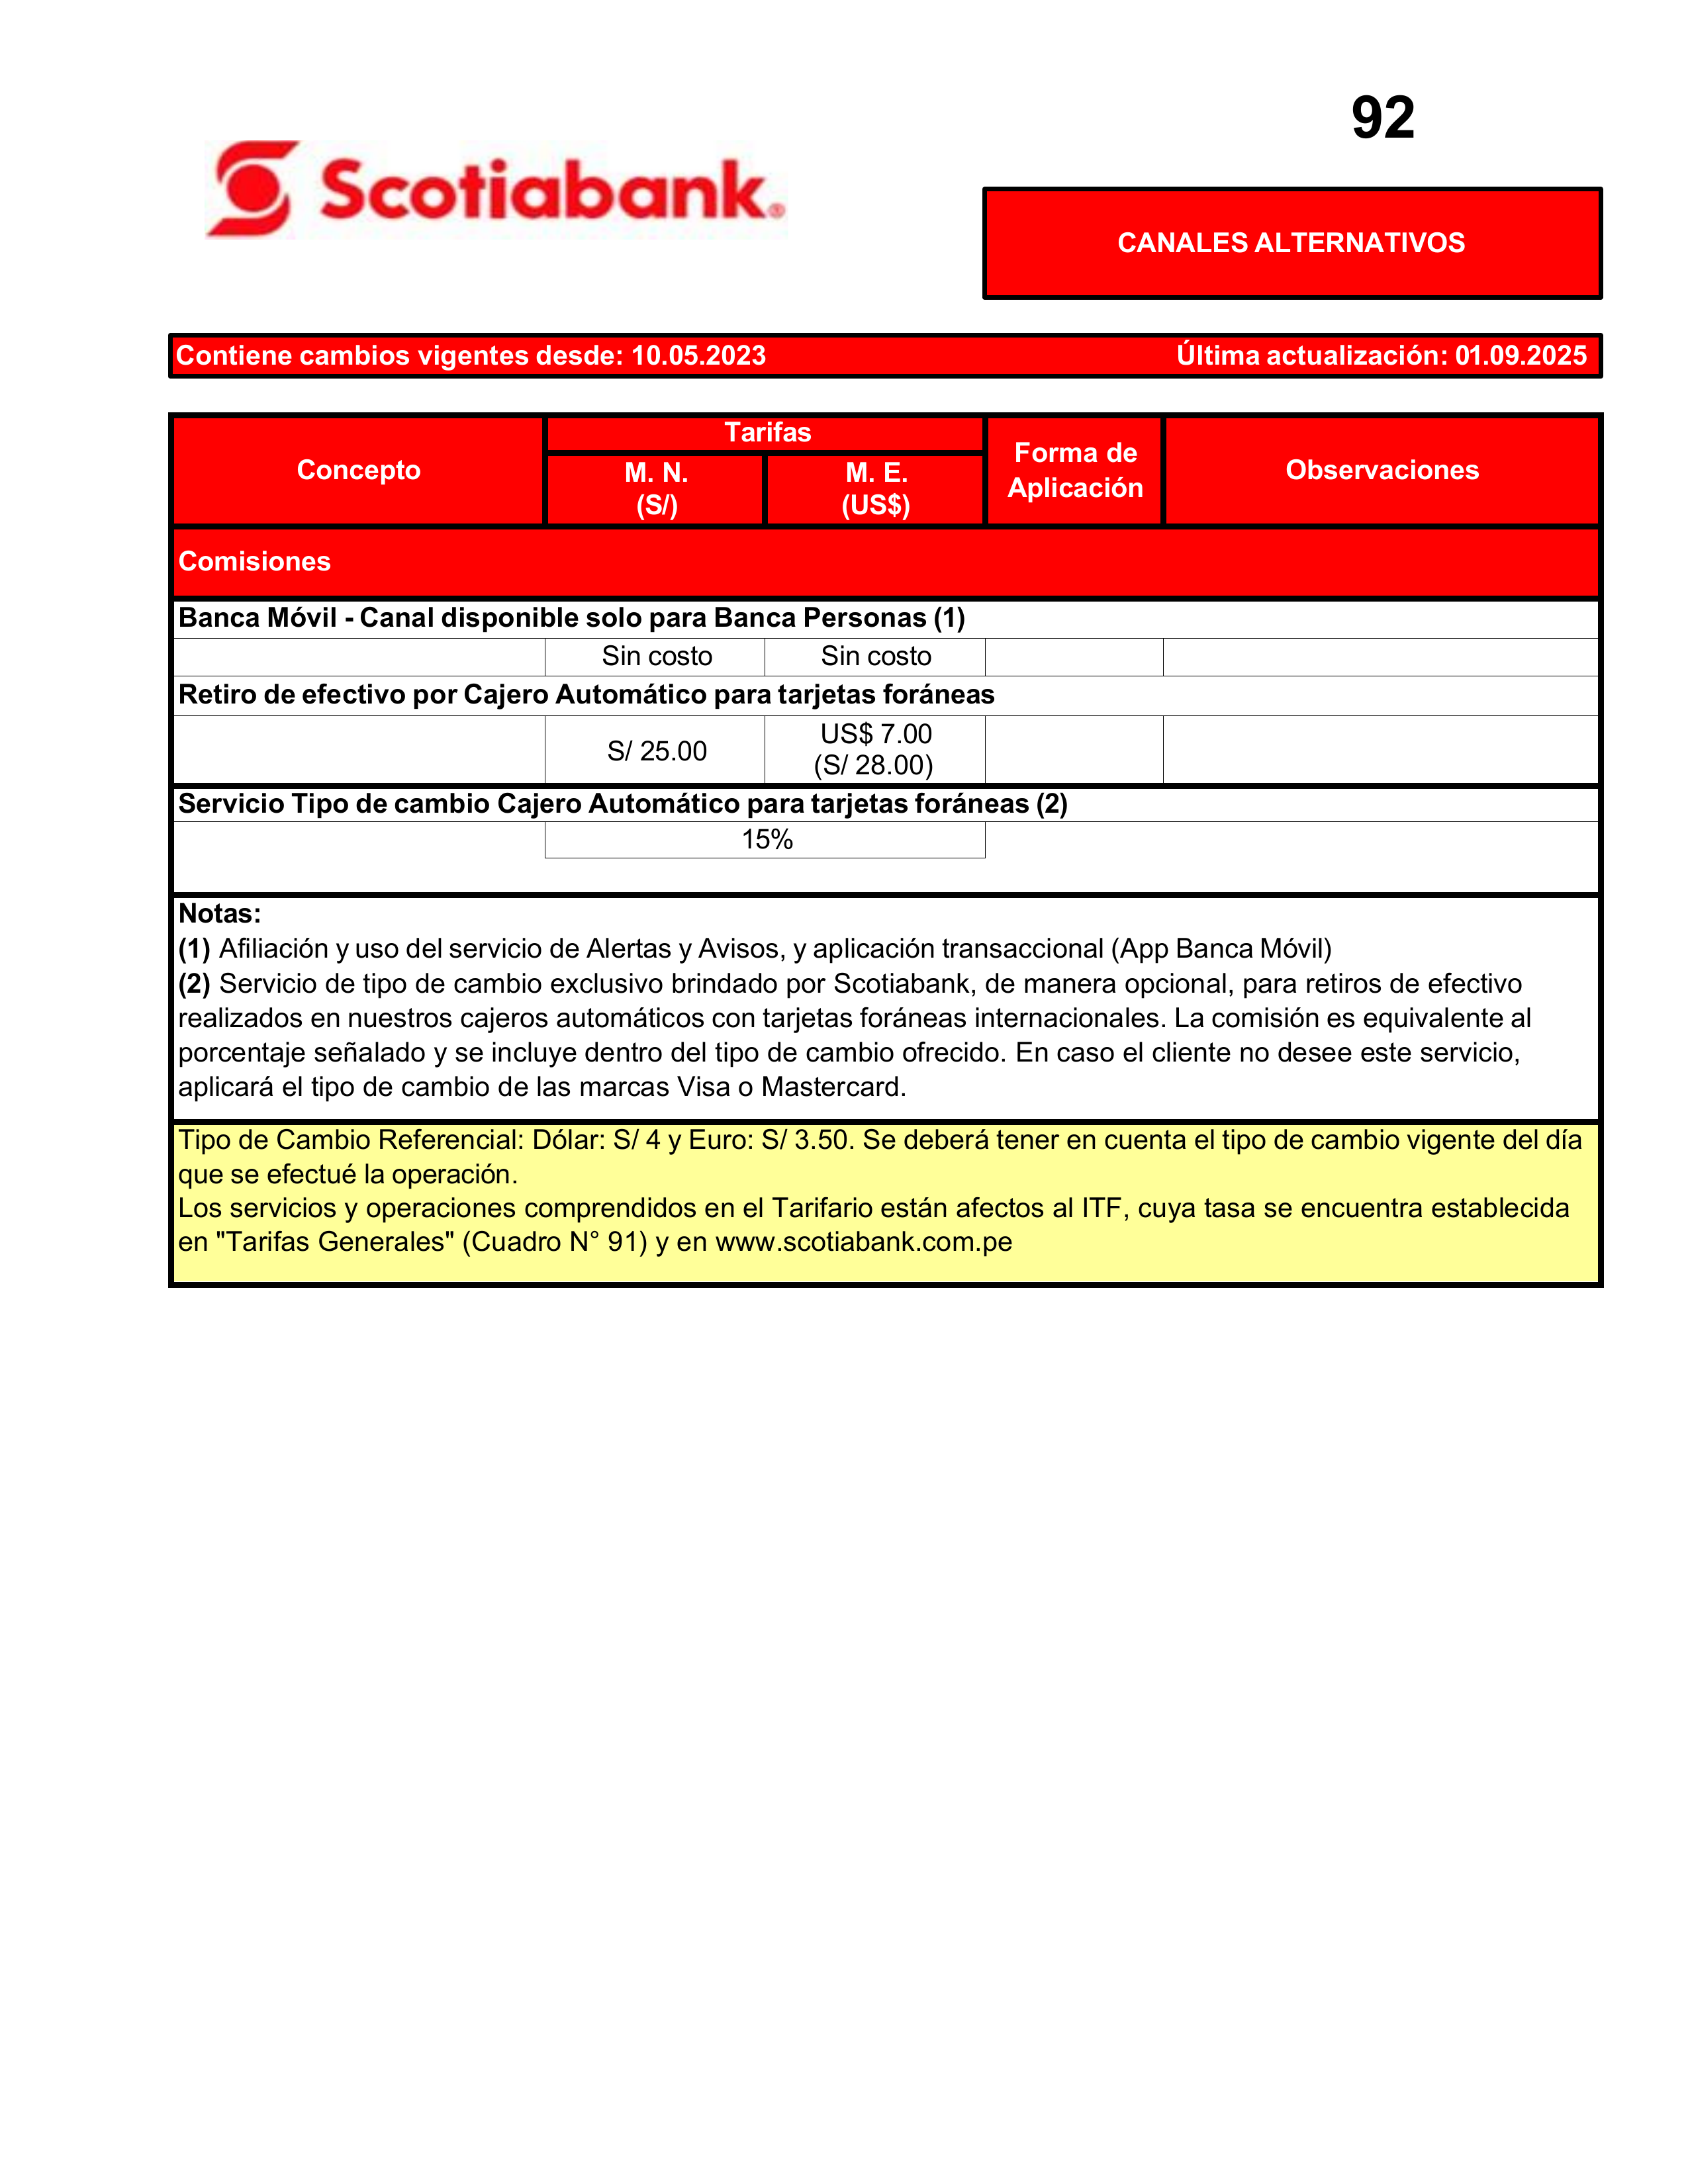 92
Scotiabank®
CANALES ALTERNATIVOS
Contiene cambios vigentes desde: 10.05.2023 Última actualización: 01.09.2025
Concepto
Tarifas
M. N.
(S/)
M. E.
(US$)
Forma de
Aplicación
Observaciones
Comisiones
Banca Móvil - Canal disponible solo para Banca Personas (1)
Sin costo Sin costo
Retiro de efectivo por Cajero Automático para tarjetas foráneas
S/ 25.00
US$ 7.00
(S/ 28.00)
Servicio Tipo de cambio Cajero Automático para tarjetas foráneas (2)
15%
Notas:
(1) Afiliación y uso del servicio de Alertas y Avisos, y aplicación transaccional (App Banca Móvil)
(2) Servicio de tipo de cambio exclusivo brindado por Scotiabank, de manera opcional, para retiros de efectivo
realizados en nuestros cajeros automáticos con tarjetas foráneas internacionales. La comisión es equivalente al
porcentaje señalado y se incluye dentro del tipo de cambio ofrecido. En caso el cliente no desee este servicio,
aplicará el tipo de cambio de las marcas Visa o Mastercard.
Tipo de Cambio Referencial: Dólar: S/ 4 y Euro: S/ 3.50. Se deberá tener en cuenta el tipo de cambio vigente del día
que se efectué la operación.
Los servicios y operaciones comprendidos en el Tarifario están afectos al ITF, cuya tasa se encuentra establecida
en "Tarifas Generales" (Cuadro N° 91) y en www.scotiabank.com.pe